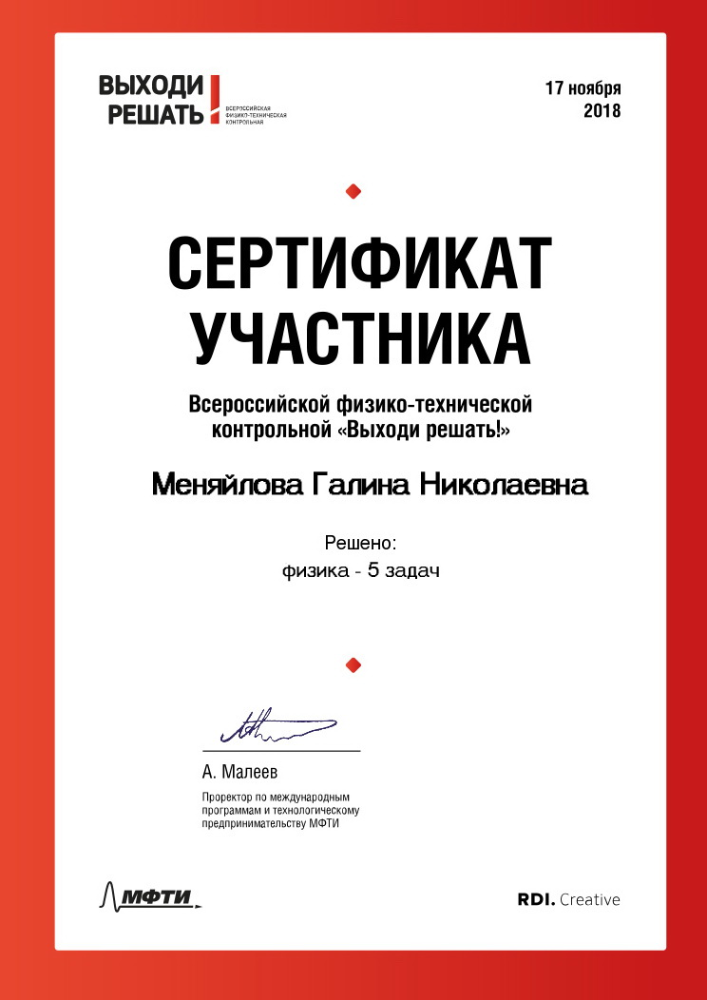 ВЫХОДИ
РЕШАТЬ!
ВСЕРОССИЙСКАЯ
ФИЗИКО-ТЕХНИЧЕСКАЯ
КОНТРОЛЬНАЯ
17 ноября
2018
СЕРТИФИКАТ
УЧАСТНИКА
Всероссийской физико-технической
контрольной «Выходи решать!»
Меняйлова Галина Николаевна
Решено:
физика - 5 задач
А. Малеев
Проректор по международным
программам и технологическому
предпринимательству МФТИ
МФТИ
RDI. Creative